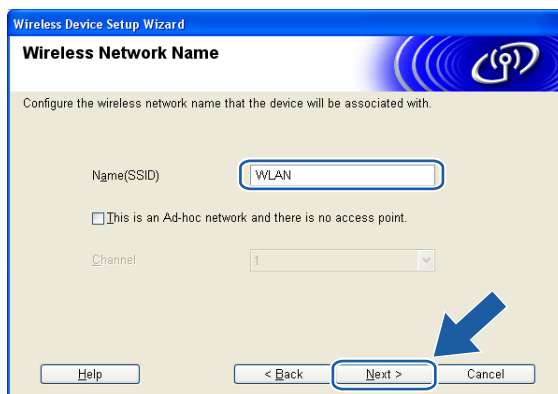 Wireless Device Setup Wizard
Wireless Network Name
Configure the wireless network name that the device will be associated with.
Name(SSID) WLAN
This is an Ad-hoc network and there is no access point.
Channel 1
Help < Back Next > Cancel